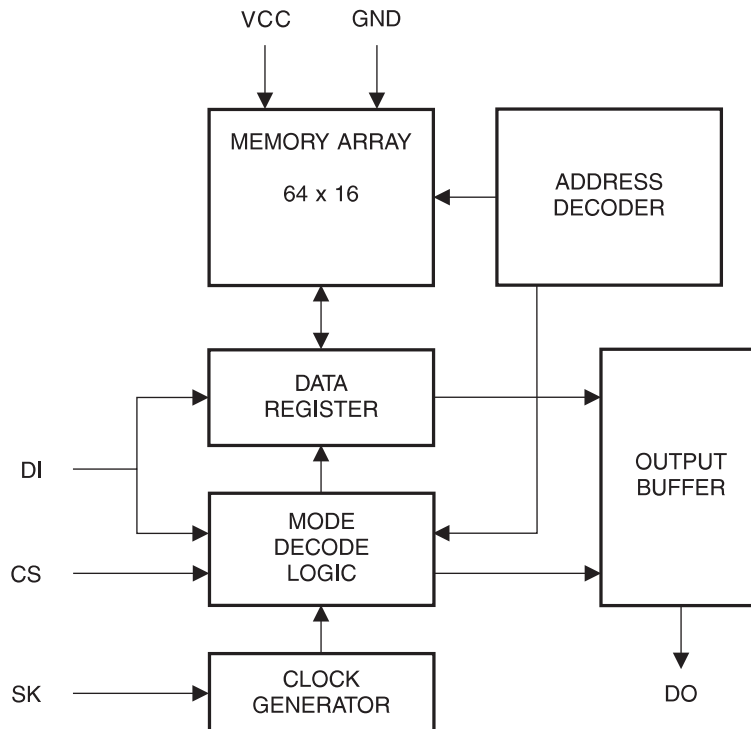 VCC
GND
MEMORY ARRAY
64 x 16
ADDRESS
DECODER
DATA
REGISTER
DI
OUTPUT
BUFFER
MODE
DECODE
LOGIC
CS
CLOCK
GENERATOR
SK
DO